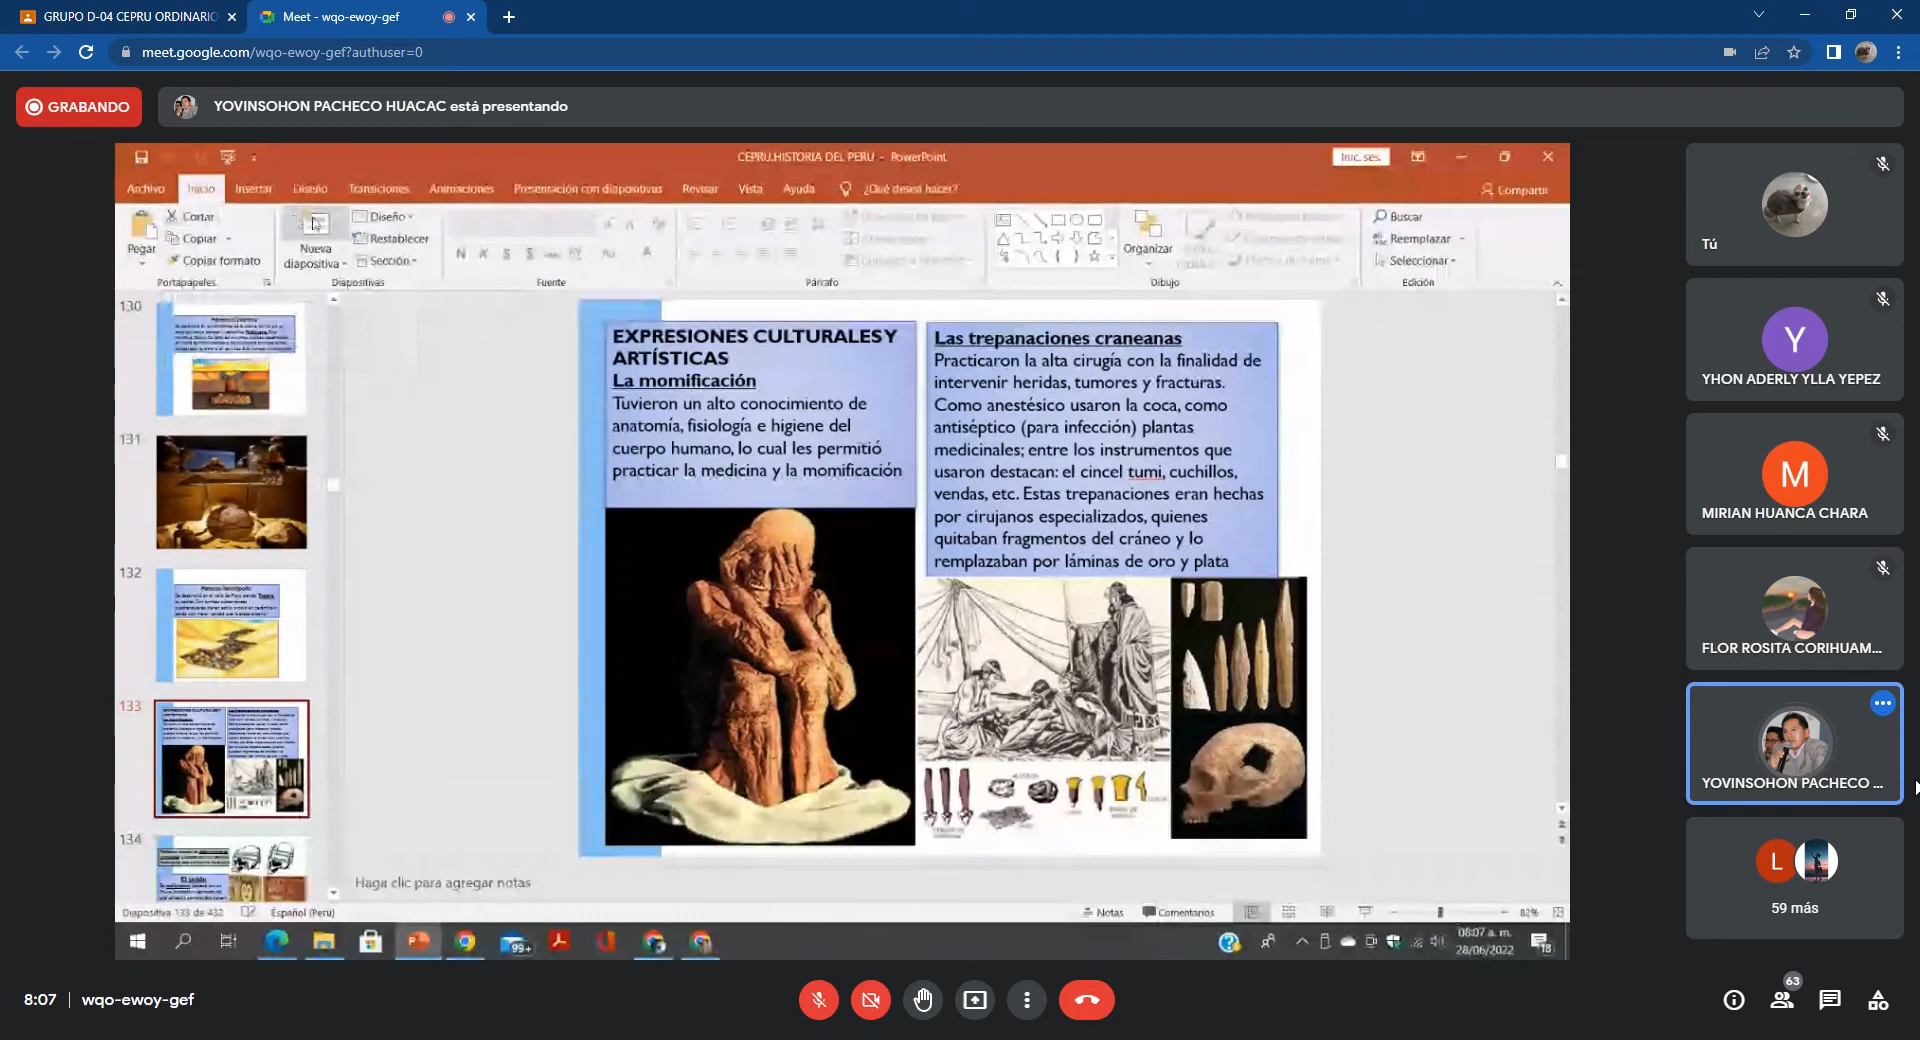 GRUPO D-04 CEPRU ORDINARIO
Meet - wqo-ewoy-gef
meet.google.com/wqo-ewoy-gef?authuser=0
GRABANDO
YOVINSOHON PACHECO HUACAC está presentando
CEPRU.HISTORIA DEL PERU - PowerPoint
Inic. ses.
Archivo Inicio Insertar Diseño Transiciones Animaciones Presentación con diapositivas Revisar Vista Ayuda ¿Qué desea hacer? Compartir
Pegar
Cortar
Copiar
Copiar formato
Portapapeles
Nueva
diapositiva
Diseño
Restablecer
Sección
Diapositivas
Fuente
Párrafo
Organizar
Dibujo
Buscar
Reemplazar
Seleccionar
Edición
130
131
132
133
134
EXPRESIONES CULTURALES Y
ARTÍSTICAS
La momificación
Tuvieron un alto conocimiento de
anatomía, fisiología e higiene del
cuerpo humano, lo cual les permitió
practicar la medicina y la momificación
Las trepanaciones craneanas
Practicaron la alta cirugía con la finalidad de
intervenir heridas, tumores y fracturas.
Como anestésico usaron la coca, como
antiséptico (para infección) plantas
medicinales; entre los instrumentos que
usaron destacan: el cincel tumi, cuchillos,
vendas, etc. Estas trepanaciones eran hechas
por cirujanos especializados, quienes
quitaban fragmentos del cráneo y lo
remplazaban por láminas de oro y plata
Haga clic para agregar notas
Diapositiva 133 de 432 Español (Perú)
Notas Comentarios 82%
99+
08:07 a. m.
28/06/2022
18
Tú
Y
YHON ADERLY YLLA YEPEZ
M
MIRIAN HUANCA CHARA
FLOR ROSITA CORIHUAM...
YOVINSOHON PACHECO ...
L
59 más
8:07 | wqo-ewoy-gef
63